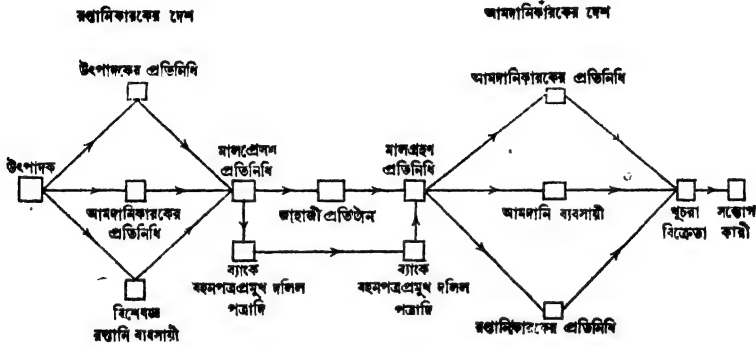 রপ্তানিকারকের দেশ
আমদানিকারকের দেশ
উৎপাদকের প্রতিনিধি
আমদানিকারকের প্রতিনিধি
উৎপাদক
মালপ্রেসণ
প্রতিনিধি
মালগ্রহণ
প্রতিনিধি
আমদানিকারকের
প্রতিনিধি
জাহাজী প্রতিষ্ঠান
আমদানি ব্যবসায়ী
খুচরা
বিক্রেতা
সম্ভোগ
কারী
ব্যাংক
বহনপত্রপ্রমুখ দলিল
পত্রাদি
ব্যাংক
বহনপত্রপ্রমুখ দলিল
পত্রাদি
বিশেষজ্ঞ
রপ্তানি ব্যবসায়ী
রপ্তানিকারকের প্রতিনিধি